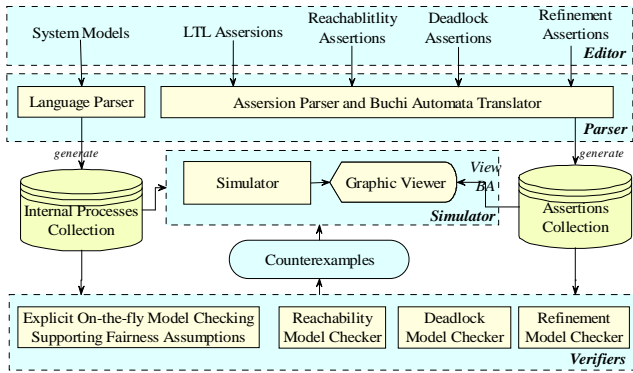 System Models
LTL Assersions
Reachablitlity
Assertions
Deadlock
Assertions
Refinement
Assertions
Editor
Language Parser
Assersion Parser and Buchi Automata Translator
Parser
generate
generate
Simulator
Graphic Viewer
View
BA
Simulator
Internal Processes
Collection
Assertions
Collection
Counterexamples
Explicit On-the-fly Model Checking
Supporting Fairness Assumptions
Reachability
Model Checker
Deadlock
Model Checker
Refinement
Model Checker
Verifiers